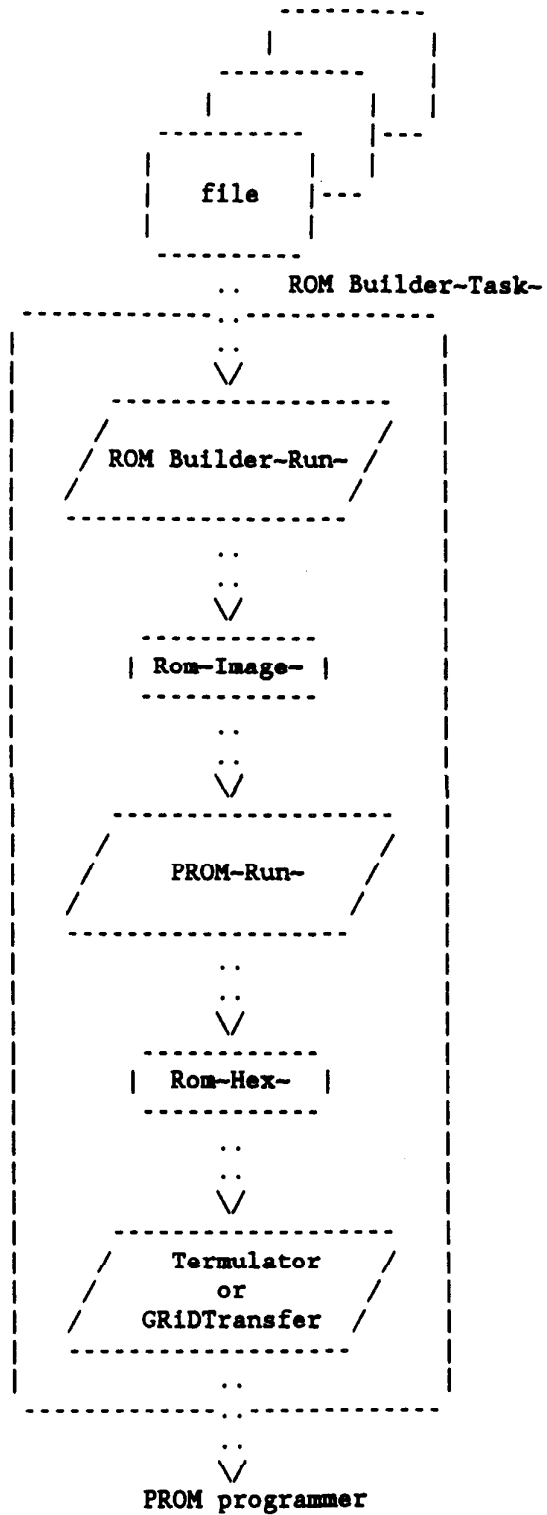 file
ROM Builder~Task~
ROM Builder~Run~
Rom~Image~
PROM~Run~
Rom~Hex~
Termulator
or
GRiDTransfer
PROM programmer